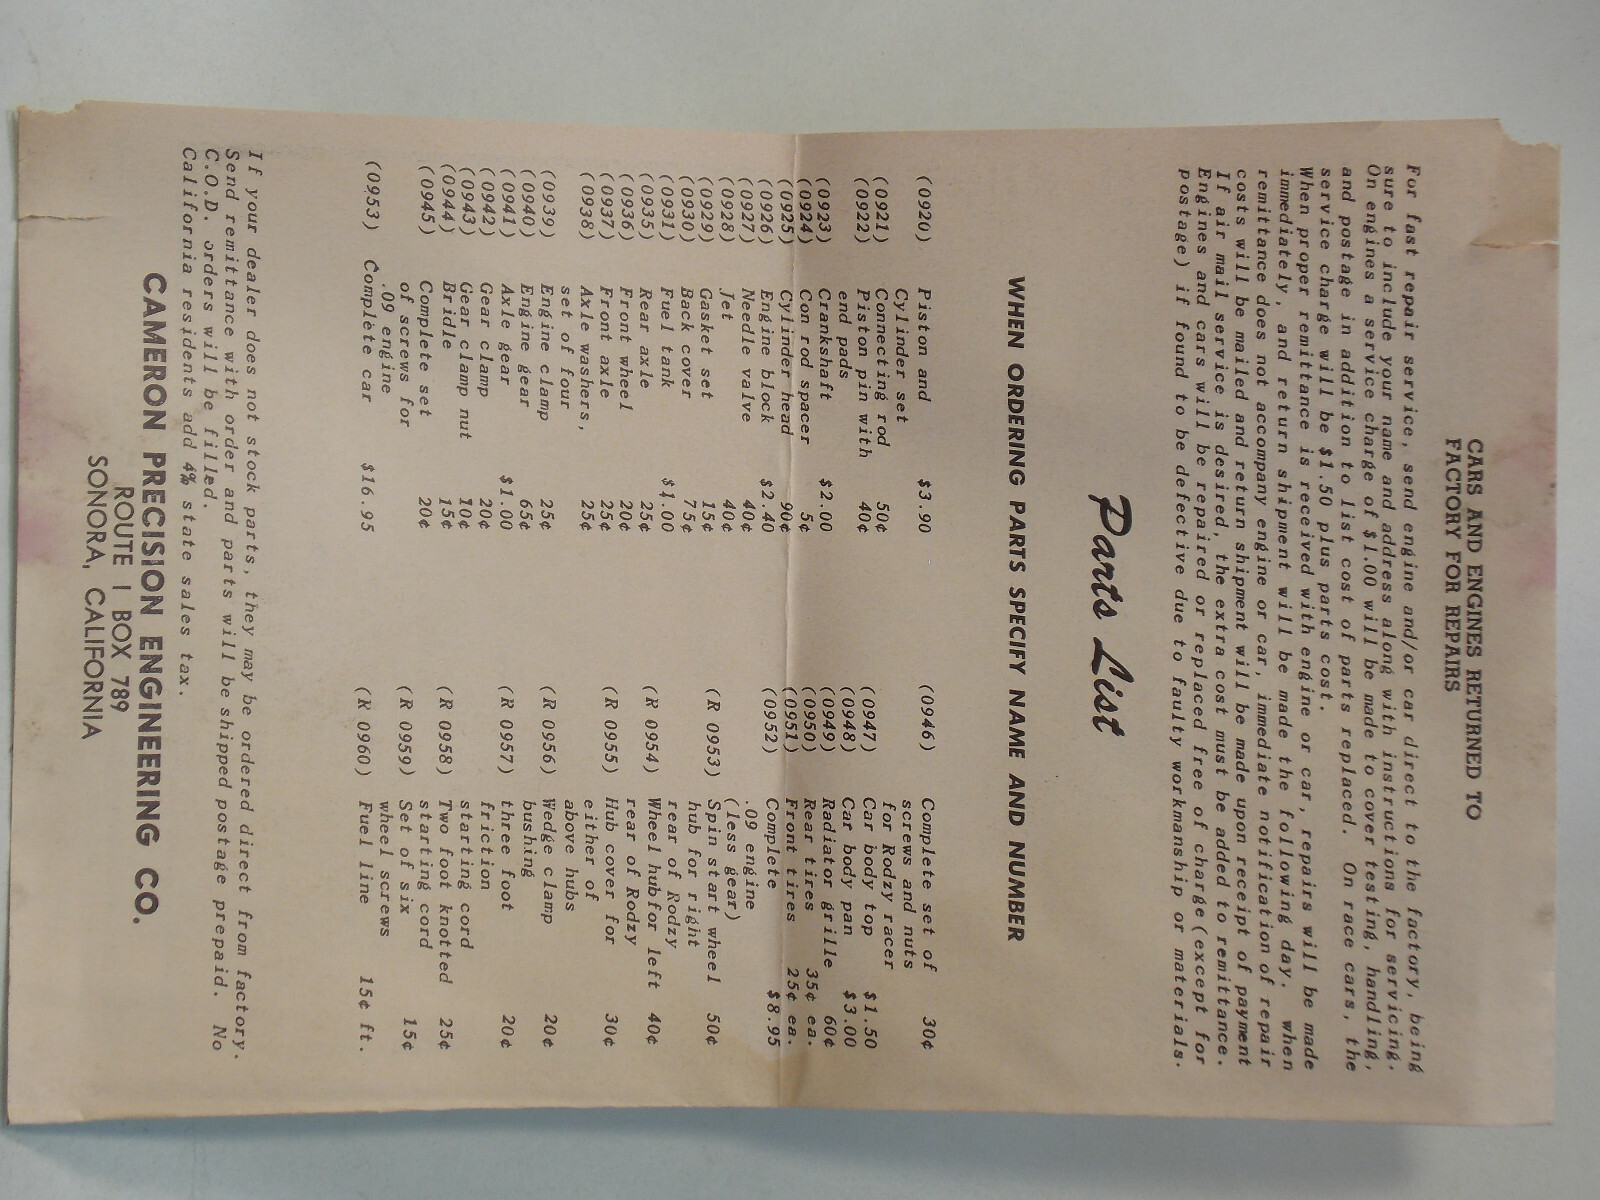 CARS AND ENGINES RETURNED TO
FACTORY FOR REPAIRS
For fast repair service, send engine and/or car direct to the factory, being
sure to include your name and address along with instructions for servicing.
On engines a service charge of $1.00 will be made to cover testing, handling,
and postage in addition to list cost of parts replaced. On race cars, the
service charge will be $1.50 plus parts cost.
When proper remittance is received with engine or car, repairs will be made
immediately, and return shipment will be made the following day. when
remittance does not accompany engine or car, immediate notification of repair
costs will be mailed and return shipment will be made upon receipt of payment
If air mail service is desired, the extra cost must be added to remittance.
Engines and cars will be repaired or replaced free of charge (except for
postage) if found to be defective due to faulty workmanship or materials.
Parts List
WHEN ORDERING PARTS SPECIFY NAME AND NUMBER
(0920) Piston and $3.90
Cylinder set
(0921) Connecting rod 50¢
(0922) Piston pin with 40¢
end pads
(0923) Crankshaft $2.00
(0924) Con rod spacer 5¢
(0925) Cylinder head 90¢
(0926) Engine block $2.40
(0927) Needle valve 40¢
(0928) Jet 40¢
(0929) Gasket set 15¢
(0930) Back cover 75¢
(0931) Fuel tank $1.00
(0935) Rear axle 25¢
(0936) Front wheel 20¢
(0937) Front axle 25¢
(0938) Axle washers, 25¢
set of four
(0939) Engine clamp 25¢
(0940) Engine gear 65¢
(0941) Axle gear $1.00
(0942) Gear clamp 20¢
(0943) Gear clamp nut 10¢
(0944) Bridle 15¢
(0945) Complete set 20¢
of screws for
.09 engine
(0953) Complete car $16.95
(0946) Complete set of 30¢
screws and nuts
for Rodzy racer
(0947) Car body top $1.50
(0948) Car body pan $3.00
(0949) Radiator grille 60¢
(0950) Rear tires 35¢ ea.
(0951) Front tires 25¢ ea.
(0952) Complete $8.95
.09 engine
(less gear)
(R 0953) Spin start wheel 50¢
hub for right
rear of Rodzy
(R 0954) Wheel hub for left 40¢
rear of Rodzy
(R 0955) Hub cover for 30¢
either of
above hubs
(R 0956) Wedge clamp 20¢
bushing
(R 0957) three foot 20¢
friction
starting cord
(R 0958) Two foot knotted 25¢
starting cord
(R 0959) Set of six 15¢
wheel screws
(R 0960) Fuel line 15¢ ft.
If your dealer does not stock parts, they may be ordered direct from factory.
Send remittance with order and parts will be shipped postage prepaid. No
C.O.D. orders will be filled.
California residents add 4% state sales tax.
CAMERON PRECISION ENGINEERING CO.
ROUTE 1 BOX 789
SONORA, CALIFORNIA